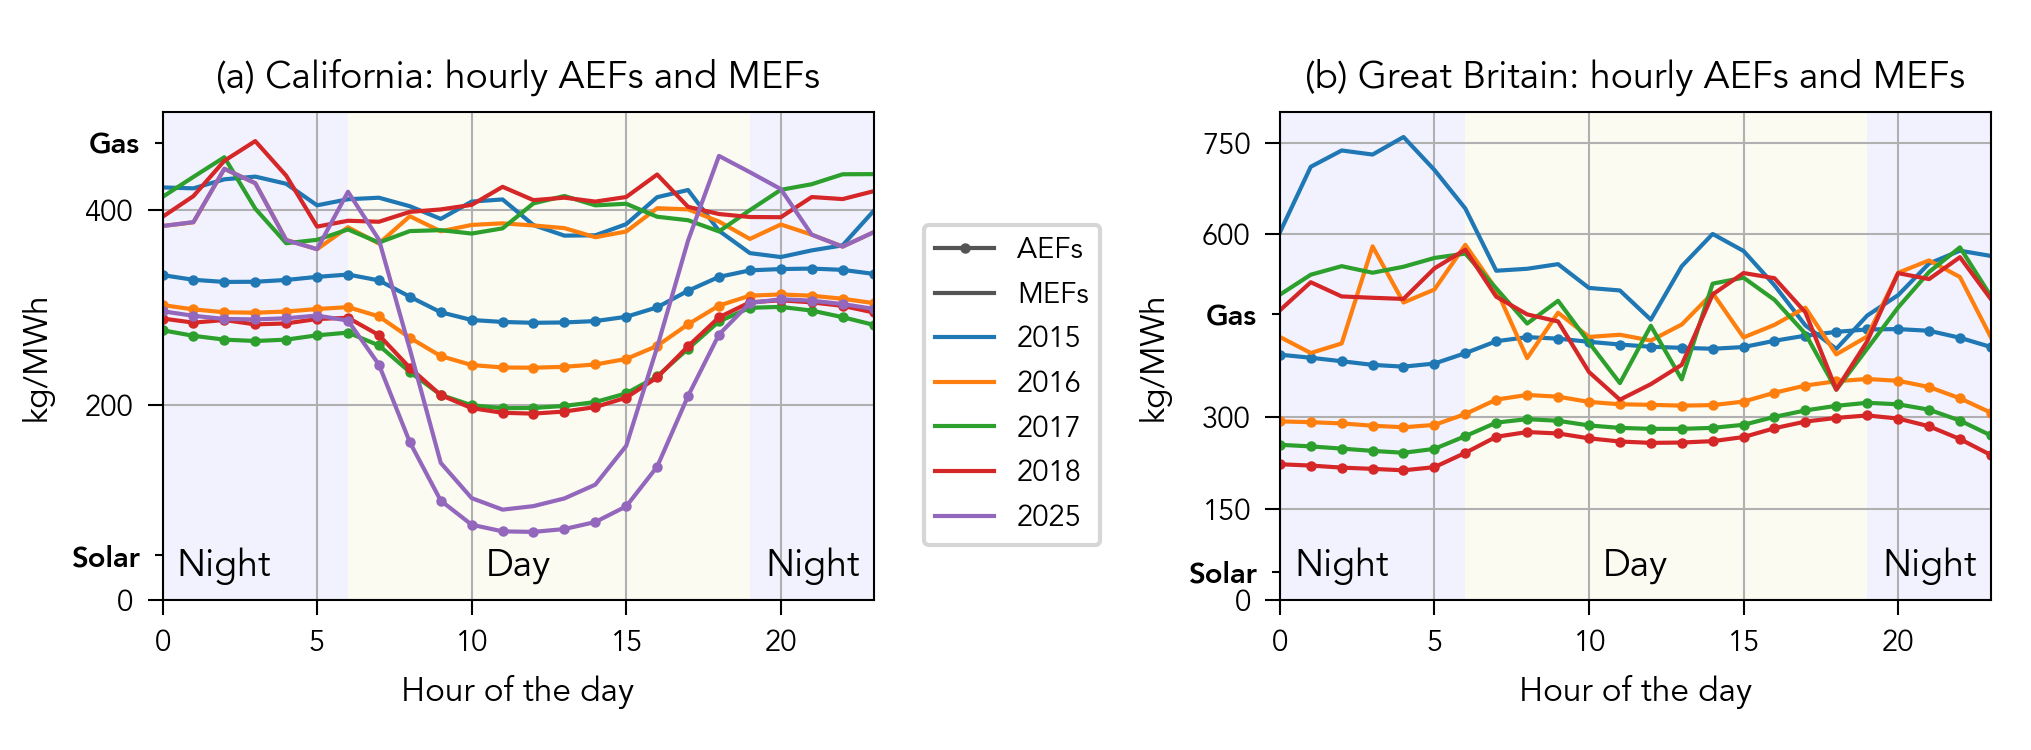 (a) California: hourly AEFs and MEFs
kg/MWh
Gas
400
200
Solar
0
Night
Day
Night
0
5
10
15
20
Hour of the day
AEFs
MEFs
2015
2016
2017
2018
2025
(b) Great Britain: hourly AEFs and MEFs
kg/MWh
750
600
Gas
300
150
Solar
0
Night
Day
Night
0
5
10
15
20
Hour of the day